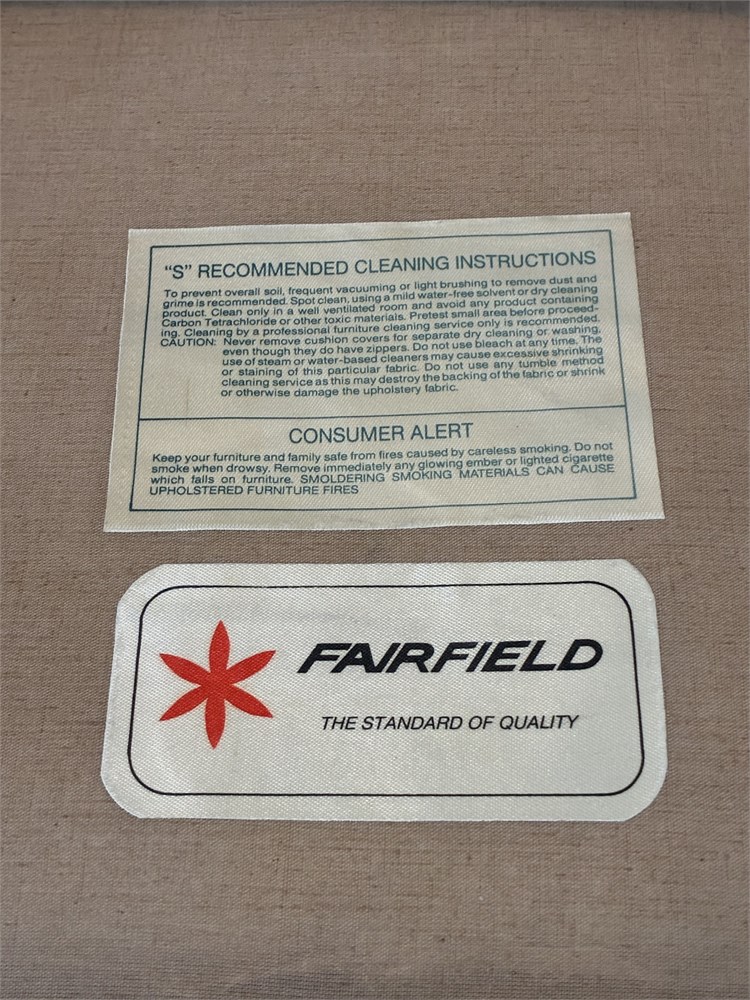 "S" RECOMMENDED CLEANING INSTRUCTIONS
To prevent overall soil, frequent vacuuming or light brushing to remove dust and
grime is recommended. Spot clean, using a mild water-free solvent or dry cleaning
product. Clean only in a well ventilated room and avoid any product containing
Carbon Tetrachloride or other toxic materials. Pretest small area before proceed-
ing. Cleaning by a professional furniture cleaning service only is recommended.
CAUTION: Never remove cushion covers for separate dry cleaning or washing,
even though they do have zippers. Do not use bleach at any time. The
use of steam or water-based cleaners may cause excessive shrinking
or staining of this particular fabric. Do not use any tumble method
cleaning service as this may destroy the backing of the fabric or shrink
or otherwise damage the upholstery fabric.
CONSUMER ALERT
Keep your furniture and family safe from fires caused by careless smoking. Do not
smoke when drowsy. Remove immediately any glowing ember or lighted cigarette
which falls on furniture. SMOLDERING SMOKING MATERIALS CAN CAUSE
UPHOLSTERED FURNITURE FIRES
FAIRFIELD
THE STANDARD OF QUALITY